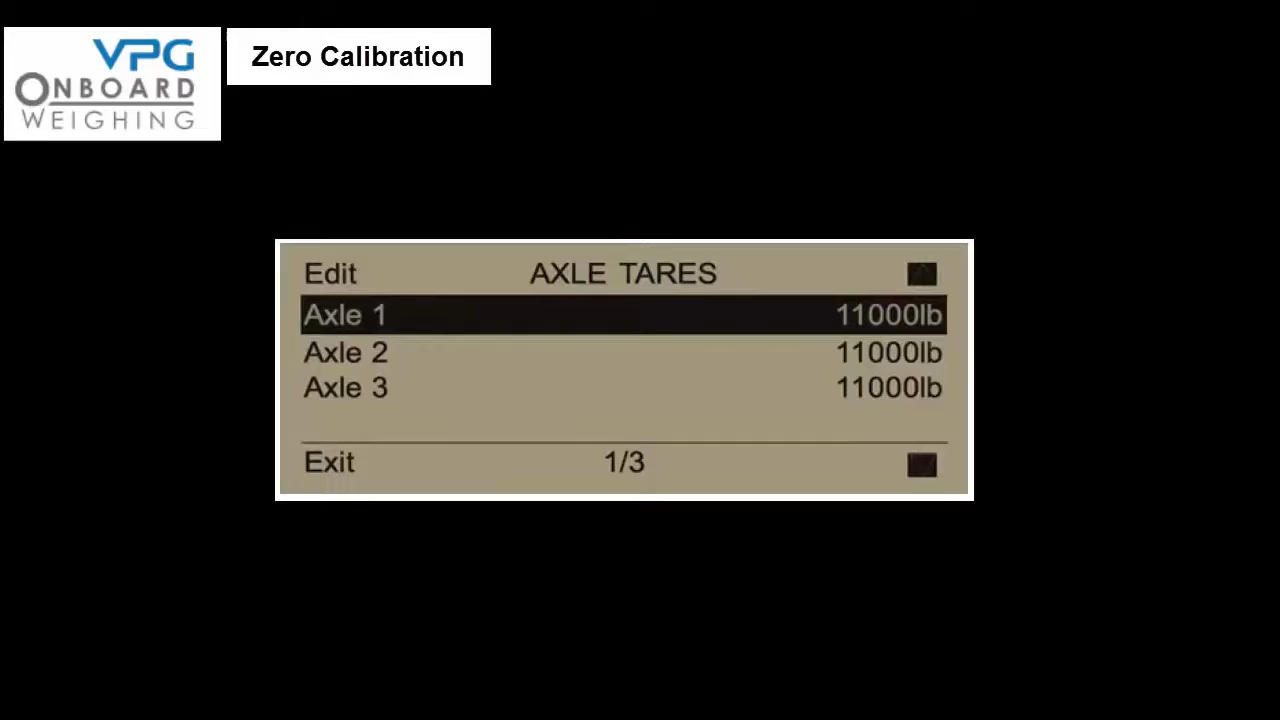 VPG
ONBOARD
WEIGHING
Zero Calibration
Edit AXLE TARES
Axle 1 11000lb
Axle 2 11000lb
Axle 3 11000lb
Exit 1/3